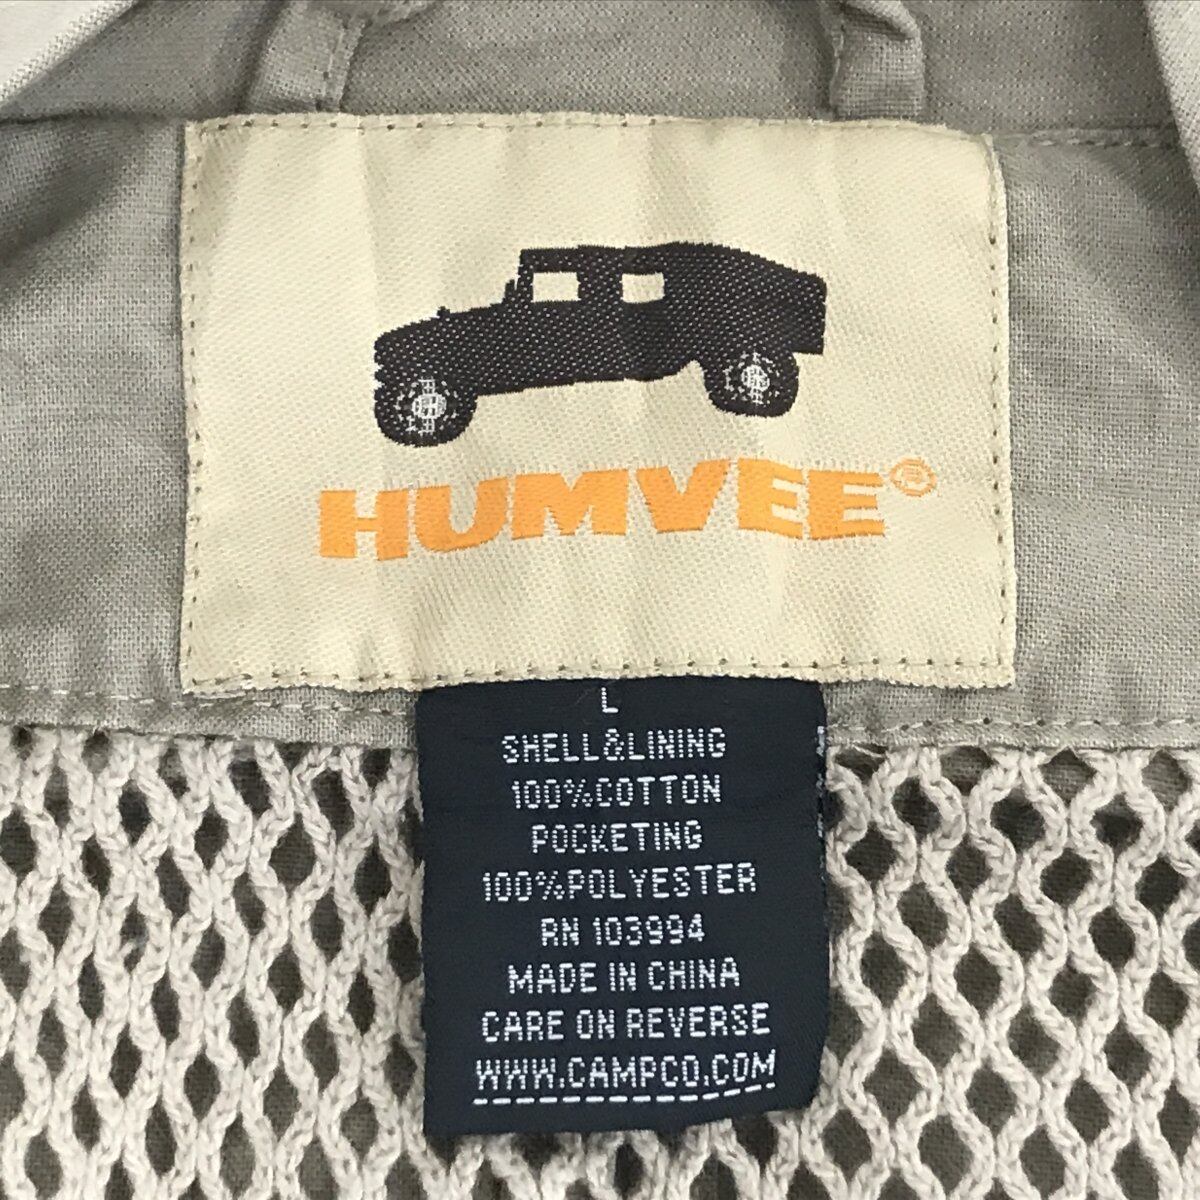 HUMVEE®
L
SHELL&LINING
100%COTTON
POCKETING
100%POLYESTER
RN 103994
MADE IN CHINA
CARE ON REVERSE
WWW.CAMPCO.COM